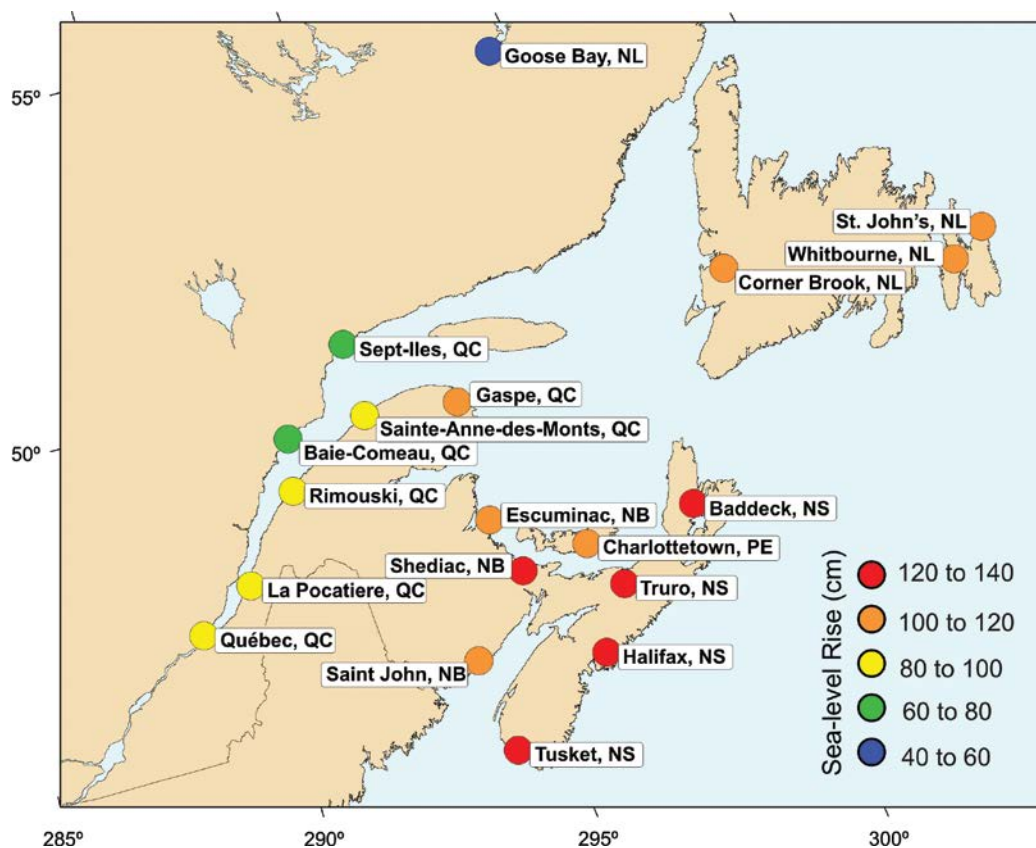 Goose Bay, NL
55º
St. John's, NL
Whitbourne, NL
Corner Brook, NL
Sept-Iles, QC
Gaspe, QC
Sainte-Anne-des-Monts, QC
50º
Baie-Comeau, QC
Rimouski, QC
Baddeck, NS
Escuminac, NB
Charlottetown, PE
Shediac, NB
Truro, NS
La Pocatiere, QC
Québec, QC
Saint John, NB
Halifax, NS
Tusket, NS
Sea-level Rise (cm)
120 to 140
100 to 120
80 to 100
60 to 80
40 to 60
285º
290º
295º
300º